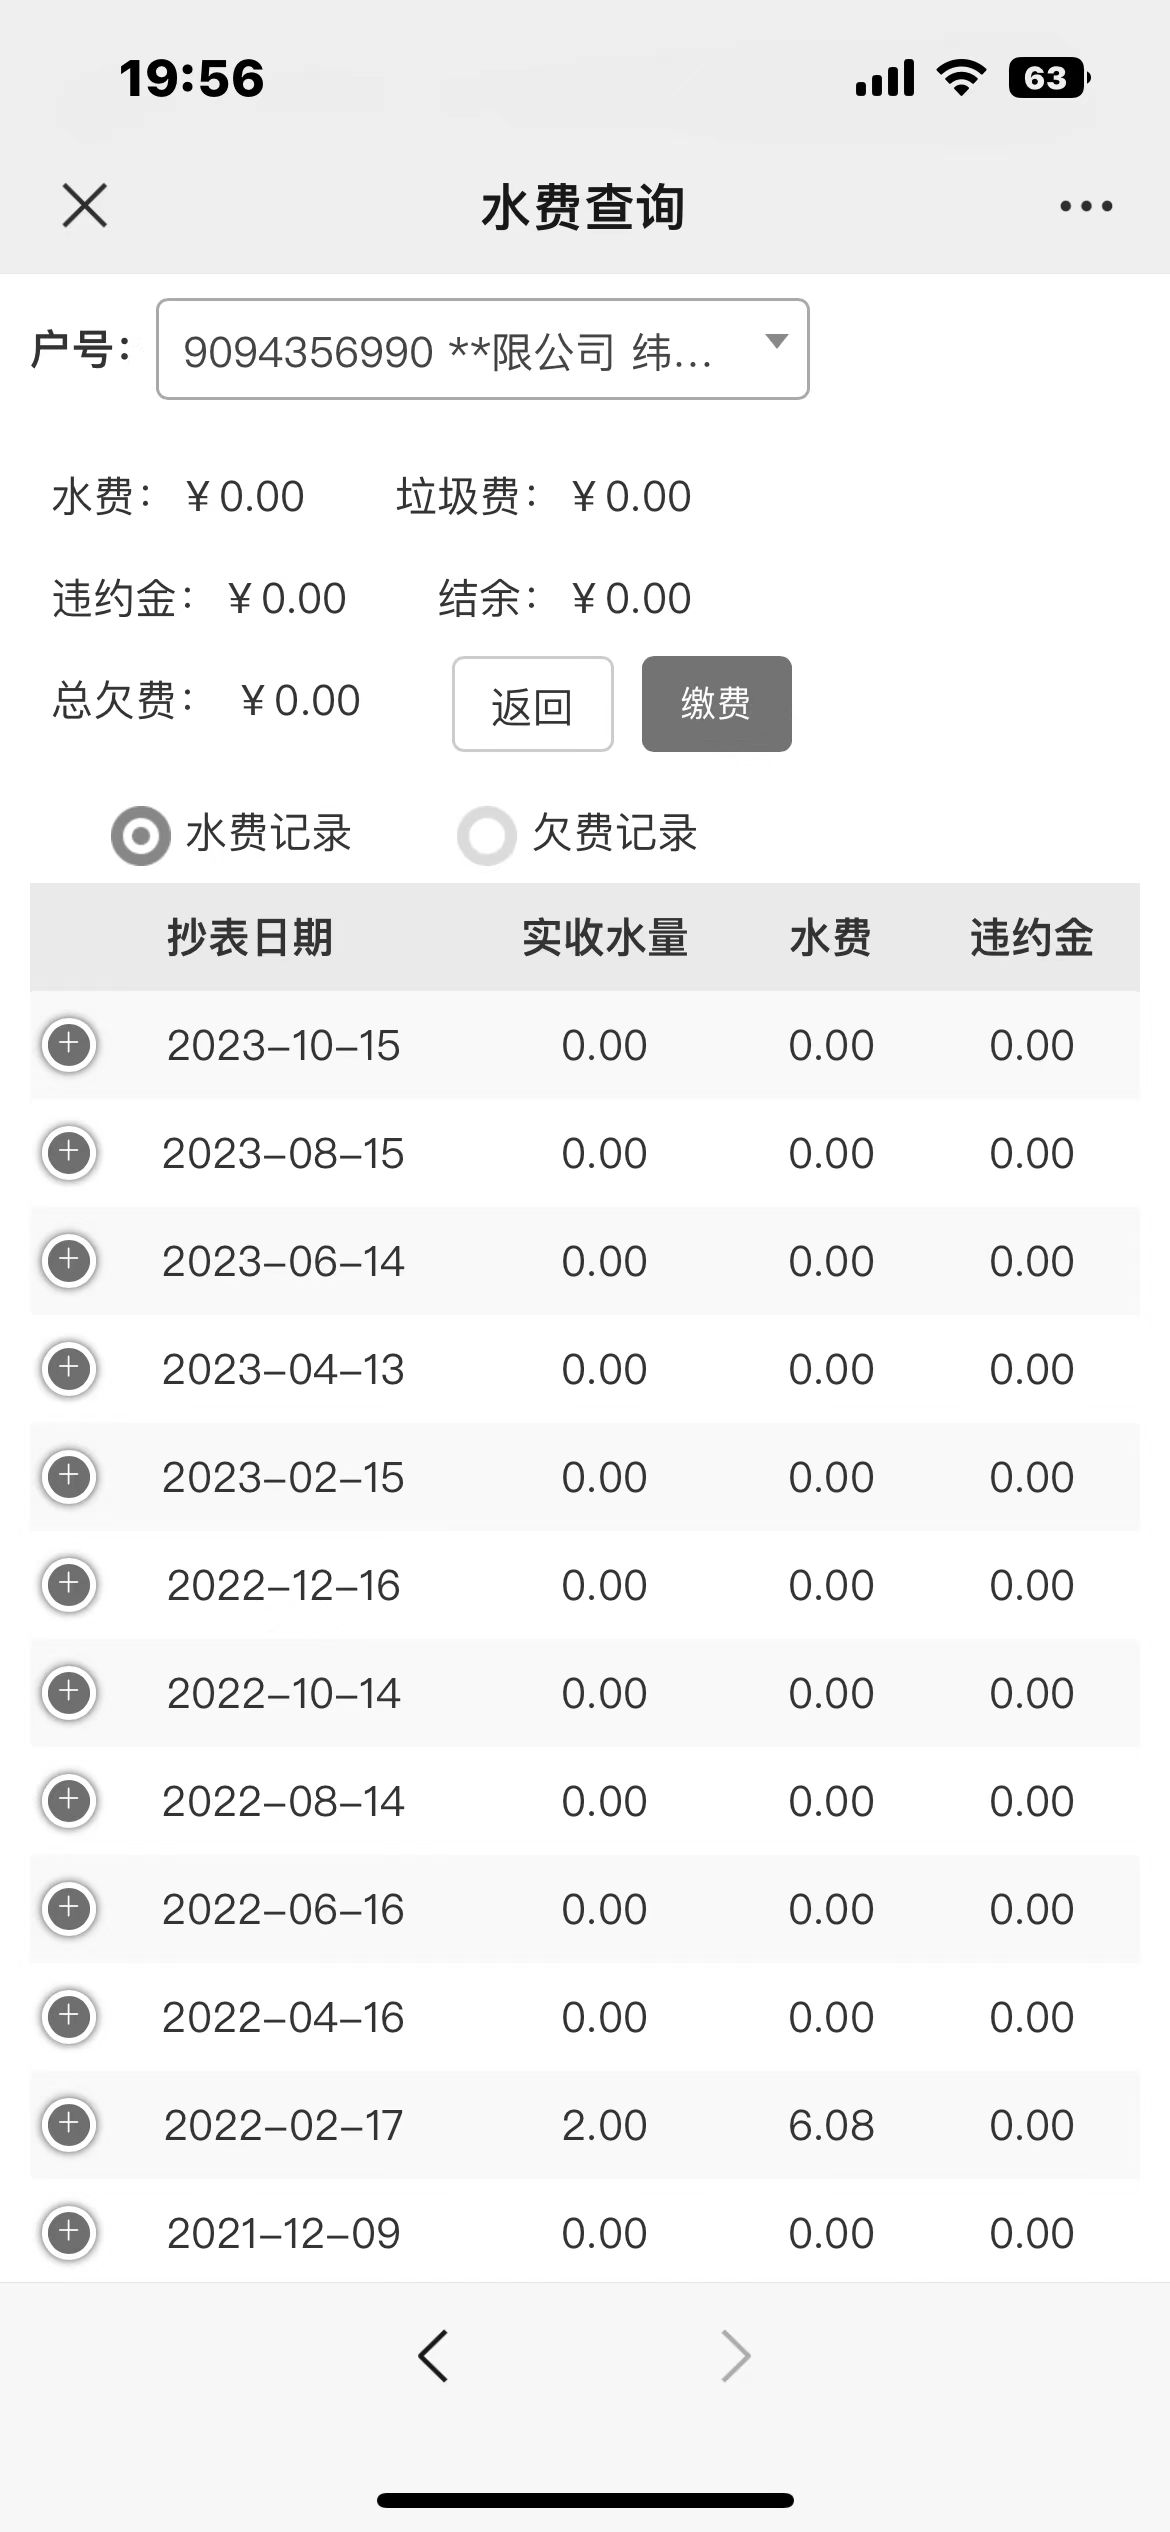 19:56
63
水费查询
户号： 9094356990 **限公司 纬...
水费： ￥0.00 垃圾费： ￥0.00
违约金： ￥0.00 结余： ￥0.00
总欠费： ￥0.00 返回 缴费
水费记录 欠费记录
抄表日期 实收水量 水费 违约金
2023-10-15 0.00 0.00 0.00
2023-08-15 0.00 0.00 0.00
2023-06-14 0.00 0.00 0.00
2023-04-13 0.00 0.00 0.00
2023-02-15 0.00 0.00 0.00
2022-12-16 0.00 0.00 0.00
2022-10-14 0.00 0.00 0.00
2022-08-14 0.00 0.00 0.00
2022-06-16 0.00 0.00 0.00
2022-04-16 0.00 0.00 0.00
2022-02-17 2.00 6.08 0.00
2021-12-09 0.00 0.00 0.00